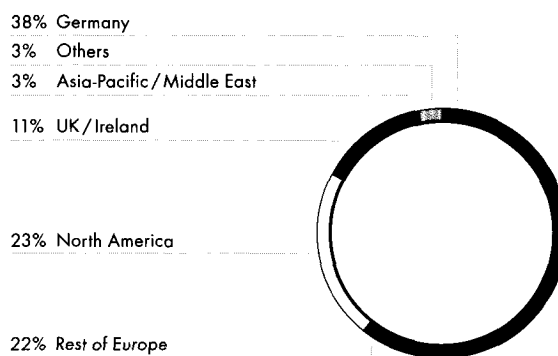 38% Germany
3% Others
3% Asia-Pacific / Middle East
11% UK / Ireland
23% North America
22% Rest of Europe